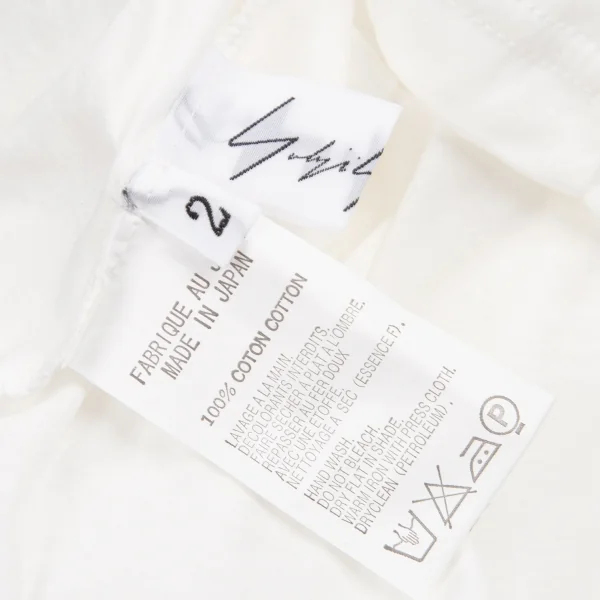 2
FABRIQUE AU J
MADE IN JAPAN
100% COTON COTTON
LAVAGE A LA MAIN.
DECOLORANTS INTERDITS.
FAIRE SÉCHER À PLAT A L'OMBRE.
REPASSER AU FER DOUX
AVEC UNE ETOFFE.
NETTOYAGE À SEC (ESSENCE F).
HAND WASH.
DO NOT BLEACH.
DRY FLAT IN SHADE.
WARM IRON WITH PRESS CLOTH.
DRYCLEAN (PETROLEUM).
P